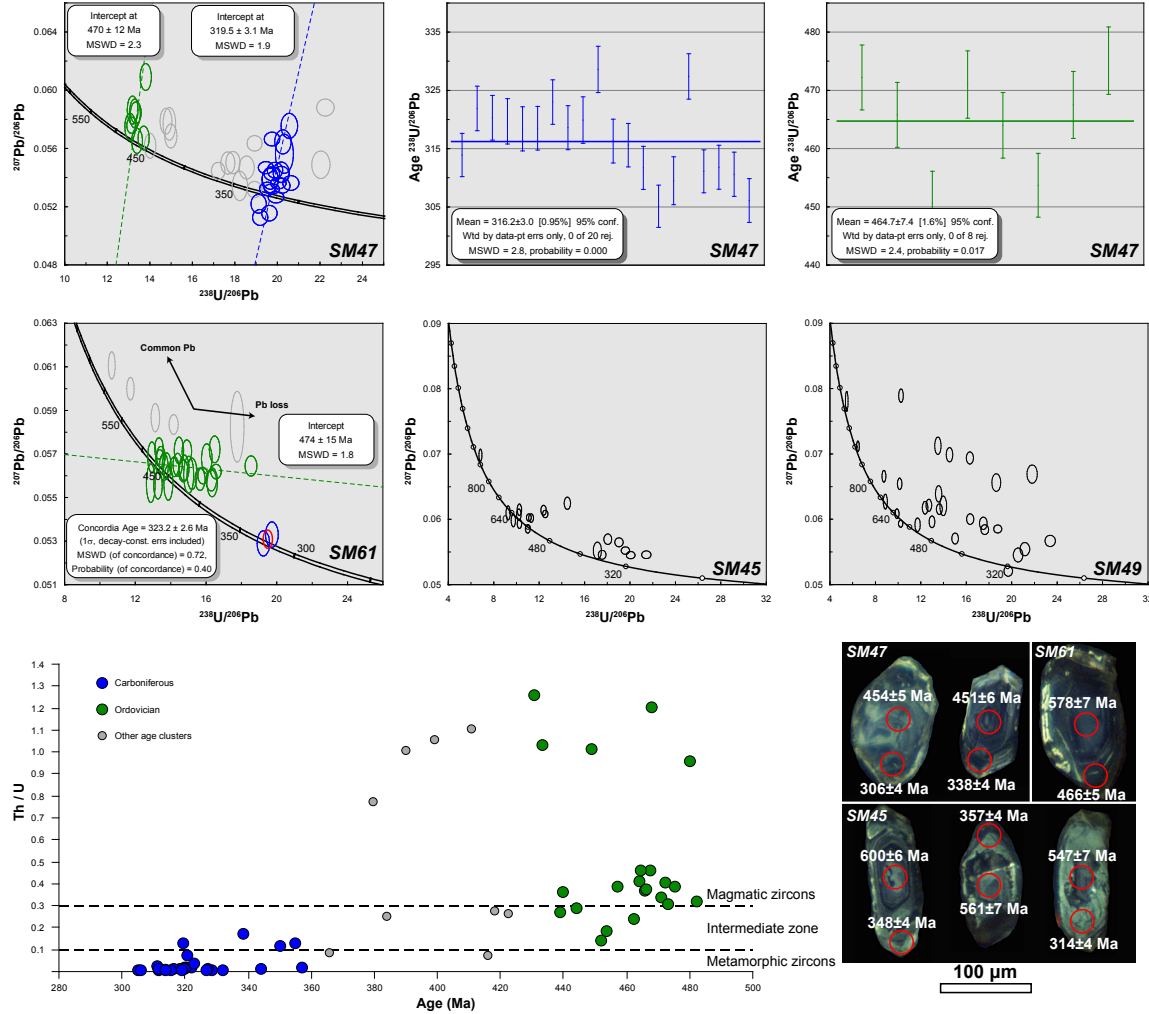 0.066
0.060
0.056
0.052
0.048
207Pb/206Pb
Intercept at
470 ± 12 Ma
MSWD = 2.3
Intercept at
319.5 ± 3.1 Ma
MSWD = 1.9
550
450
350
SM47
10 12 14 16 18 20 22 24
238U/206Pb
335
325
315
305
295
Age 238U/206Pb
Mean = 316.2±3.0 [0.95%] 95% conf.
Wtd by data-pt errs only, 0 of 20 rej.
MSWD = 2.8, probability = 0.000
SM47
480
470
460
450
440
Age 238U/206Pb
Mean = 464.7±7.4 [1.6%] 95% conf.
Wtd by data-pt errs only, 0 of 8 rej.
MSWD = 2.4, probability = 0.017
SM47
0.063
0.061
0.059
0.057
0.055
0.053
0.051
207Pb/206Pb
Common Pb
Pb loss
Intercept
474 ± 15 Ma
MSWD = 1.8
550
450
350
300
Concordia Age = 323.2 ± 2.6 Ma
(1σ, decay-const. errs included)
MSWD (of concordance) = 0.72,
Probability (of concordance) = 0.40
SM61
8 12 16 20 24
238U/206Pb
0.09
0.08
0.07
0.06
0.05
207Pb/206Pb
800
640
480
320
SM45
4 8 12 16 20 24 28 32
238U/206Pb
0.09
0.08
0.07
0.06
0.05
207Pb/206Pb
800
640
480
320
SM49
4 8 12 16 20 24 28 32
238U/206Pb
1.4
1.3
1.2
1.1
1.0
0.8
0.7
0.5
0.4
0.3
0.2
0.1
Th / U
Carboniferous
Ordovician
Other age clusters
Magmatic zircons
Intermediate zone
Metamorphic zircons
280 300 320 340 360 380 400 420 440 460 480 500
Age (Ma)
SM47
454±5 Ma
306±4 Ma
451±6 Ma
338±4 Ma
SM61
578±7 Ma
466±5 Ma
SM45
600±6 Ma
348±4 Ma
357±4 Ma
561±7 Ma
547±7 Ma
314±4 Ma
100 µm